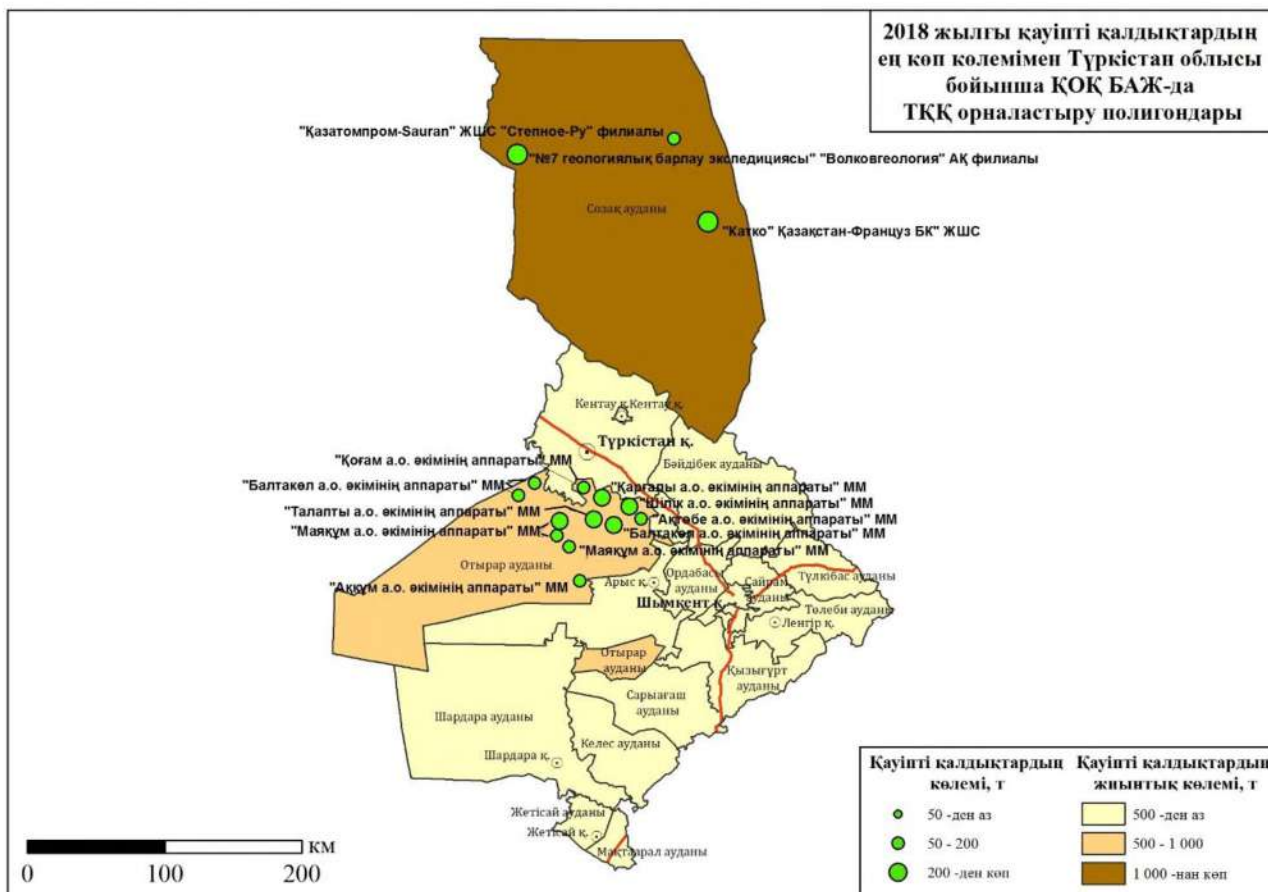 2018 жылғы қауіпті қалдықтардың
ең көп көлемімен Түркістан облысы
бойынша ҚОҚ БАЖ-да
ТҚҚ орналастыру полигондары
"Қазатомпром-Sauran" ЖШС "Степное-Ру" филиалы
"№7 геологиялық барлау экспедициясы" "Волковгеология" АҚ филиалы
Созақ ауданы
"Катко" Қазақстан-Француз БК" ЖШС
Кентау қ. Кентау қ.
Түркістан қ.
Бәйдібек ауданы
"Қоғам а.о. әкімінің аппараты" ММ
"Балтакөл а.о. әкімінің аппараты" ММ
"Қарғалы а.о. әкімінің аппараты" ММ
"Шілік а.о. әкімінің аппараты" ММ
"Талапты а.о. әкімінің аппараты" ММ
"Ақтөбе а.о. әкімінің аппараты" ММ
"Маяқұм а.о. әкімінің аппараты" ММ
"Балтакөл а.о. әкімінің аппараты" ММ
"Маяқұм а.о. әкімінің аппараты" ММ
Отырар ауданы
"Аққұм а.о. әкімінің аппараты" ММ
Арыс қ.
Ордабасы
ауданы
Сайрам
ауданы
Түлкібас ауданы
Шымкент қ.
Төлеби ауданы
Ленгір қ.
Отырар
ауданы
Қызығұрт
ауданы
Сарыағаш
ауданы
Шардара ауданы
Келес ауданы
Шардара қ.
Жетісай ауданы
Жетісай қ.
Мақтаарал ауданы
км
0 100 200
Қауіпті қалдықтардың
көлемі, т
50 -ден аз
50 - 200
200 -ден көп
Қауіпті қалдықтардың
жиынтық көлемі, т
500 -ден аз
500 - 1 000
1 000 -нан көп